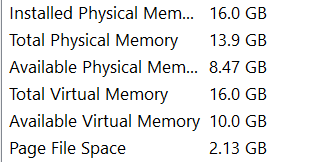 Installed Physical Mem... 16.0 GB
Total Physical Memory 13.9 GB
Available Physical Mem... 8.47 GB
Total Virtual Memory 16.0 GB
Available Virtual Memory 10.0 GB
Page File Space 2.13 GB